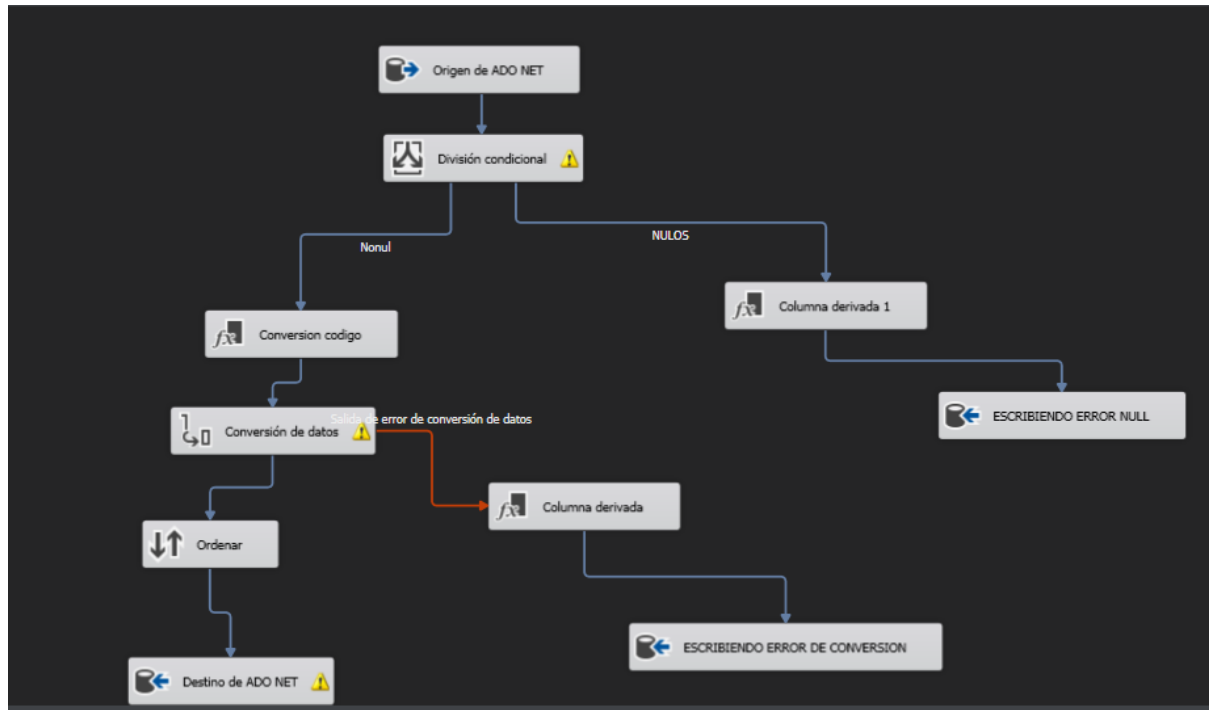 Origen de ADO NET
División condicional
Nonul
NULOS
Columna derivada 1
Conversion codigo
Salida de error de conversión de datos
ESCRIBIENDO ERROR NULL
Conversión de datos
Columna derivada
Ordenar
ESCRIBIENDO ERROR DE CONVERSION
Destino de ADO NET